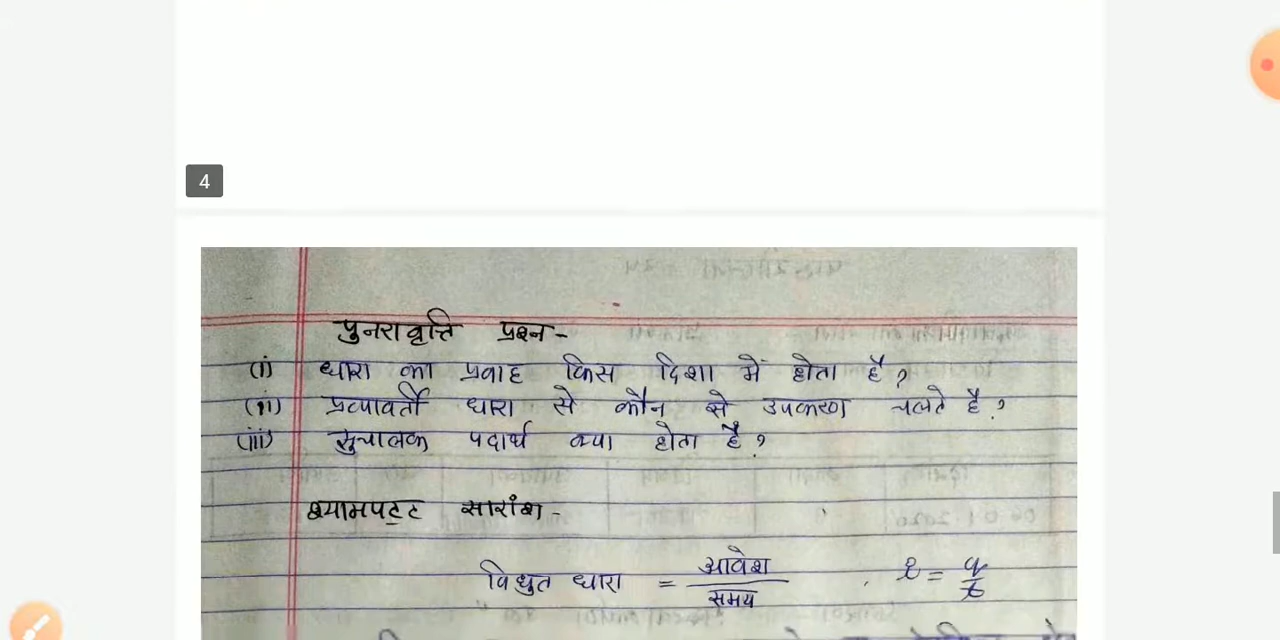 4
पुनरावृत्ति प्रश्न-
(i) धारा का प्रवाह किस दिशा में होता है?
(ii) प्रत्यावर्ती धारा से कौन से उपकरण चलते है?
(iii) सुचालक पदार्थ क्या होता है?
श्यामपट्ट सारांश-
विधुत धारा = आवेश / समय , i = q / t